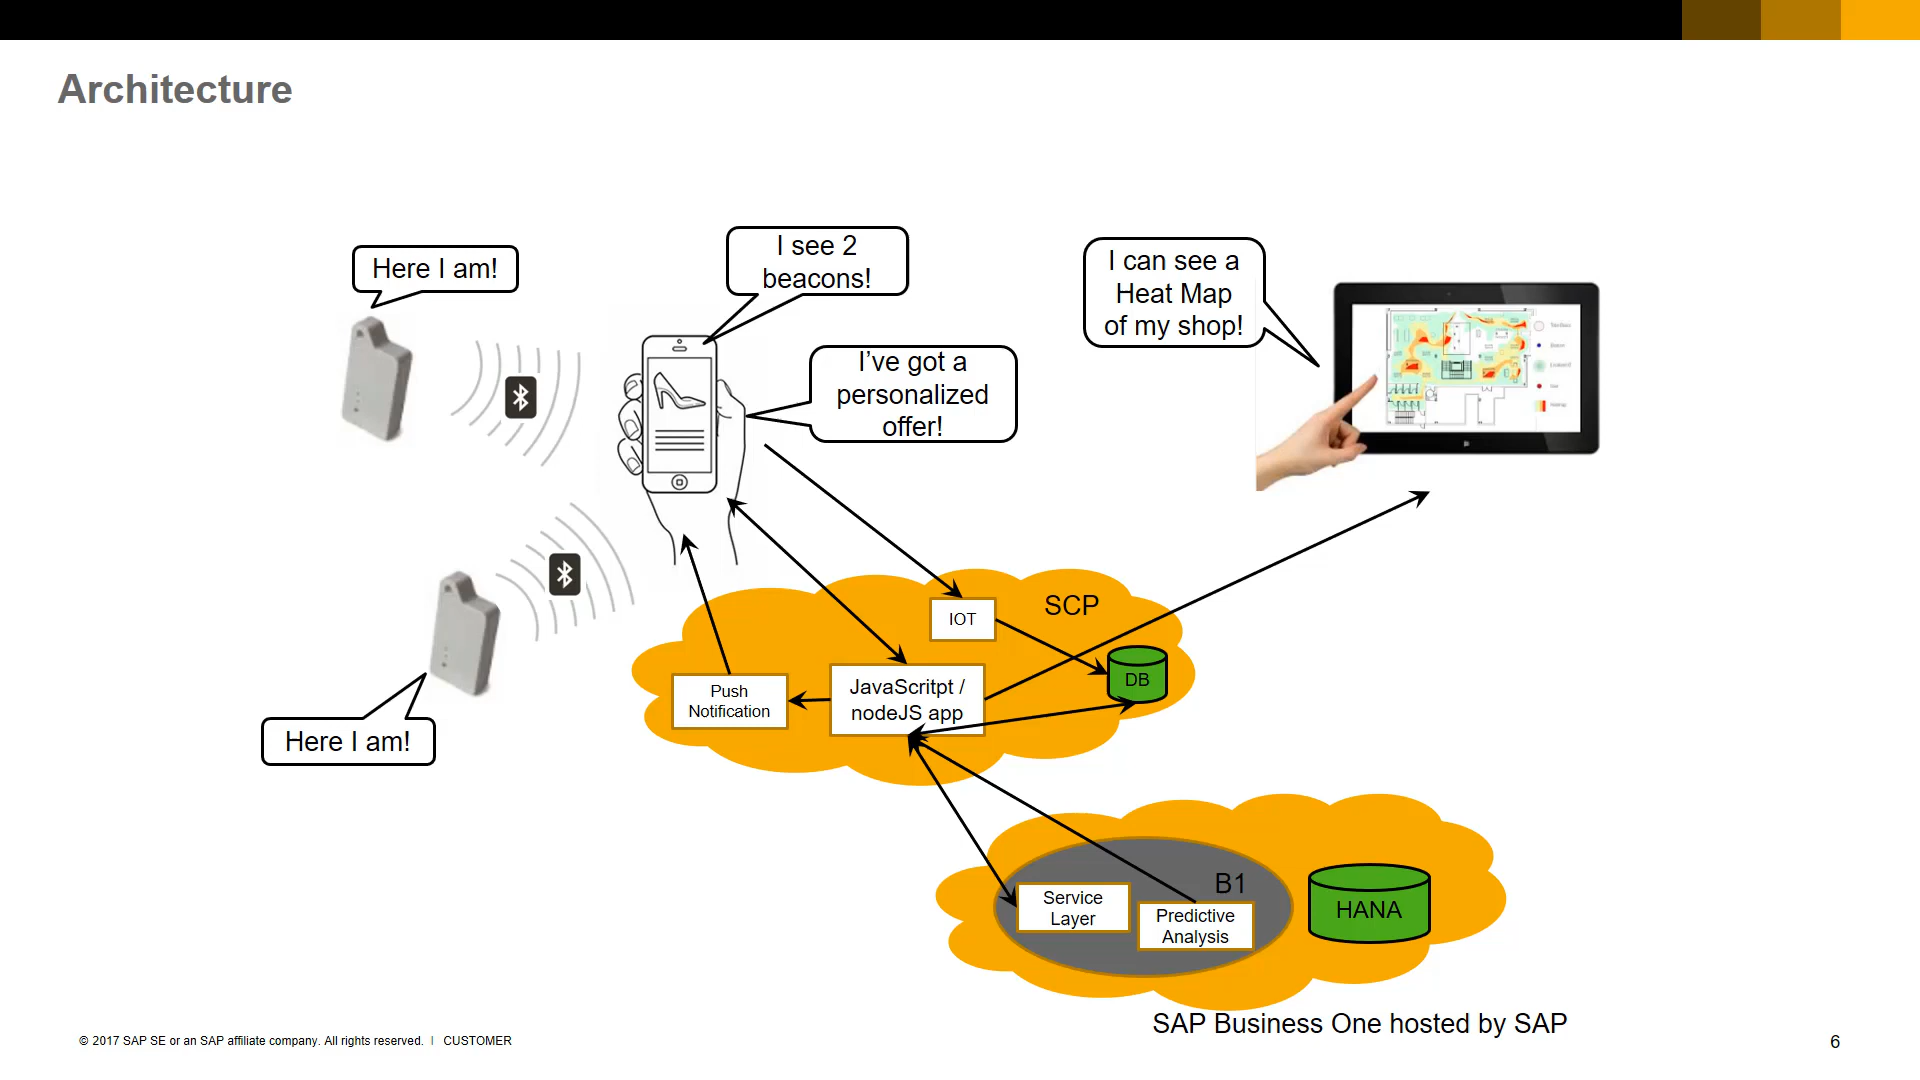 Architecture
Here I am!
I see 2
beacons!
I can see a
Heat Map
of my shop!
I've got a
personalized
offer!
IOT
SCP
DB
Push
Notification
JavaScritpt /
nodeJS app
Here I am!
B1
Service
Layer
Predictive
Analysis
HANA
SAP Business One hosted by SAP
© 2017 SAP SE or an SAP affiliate company. All rights reserved. | CUSTOMER
6